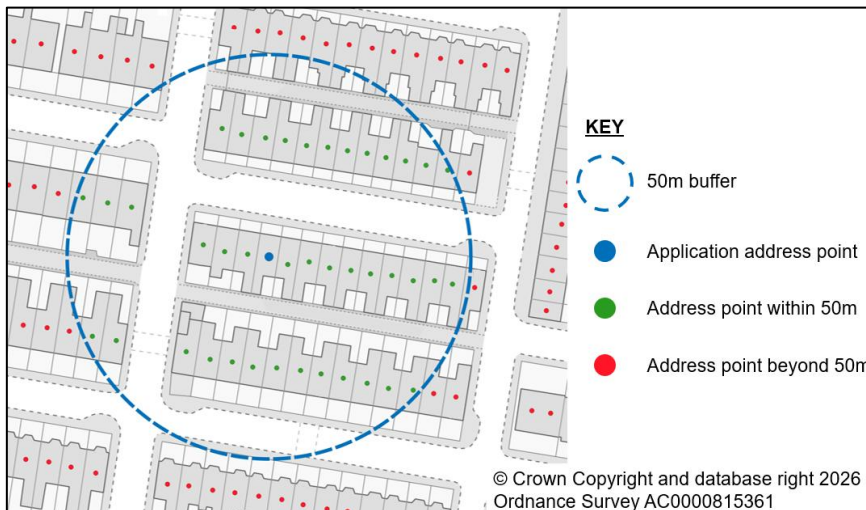 KEY
50m buffer
Application address point
Address point within 50m
Address point beyond 50m
© Crown Copyright and database right 2026
Ordnance Survey AC0000815361